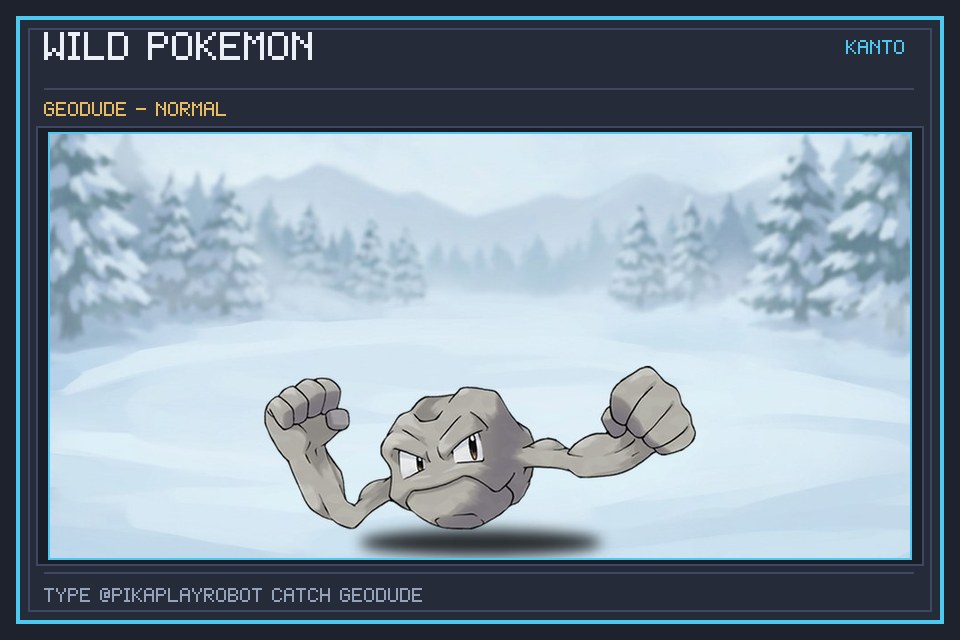 WILD POKEMON
KANTO
GEODUDE - NORMAL
TYPE @PIKAPLAYROBOT CATCH GEODUDE